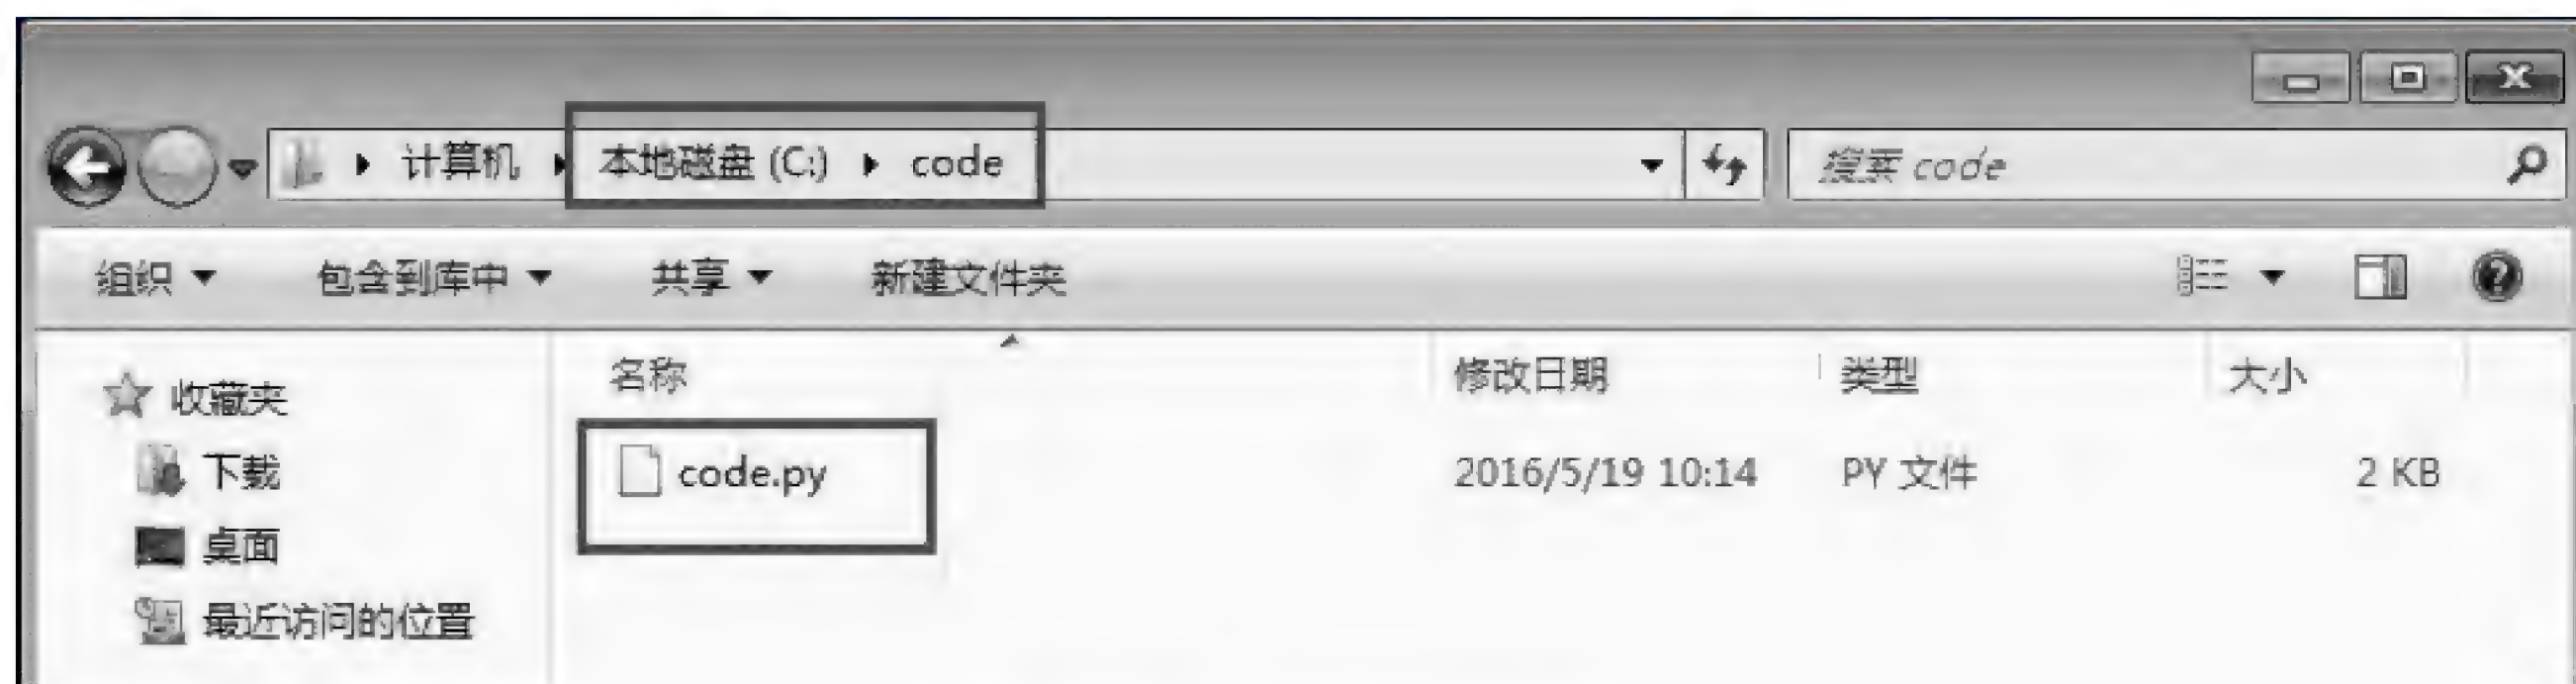 计算机 本地磁盘 (C:) code 搜索 code
组织 包含到库中 共享 新建文件夹
名称 修改日期 类型 大小
收藏夹
code.py 2016/5/19 10:14 PY 文件 2 KB
下载
桌面
最近访问的位置